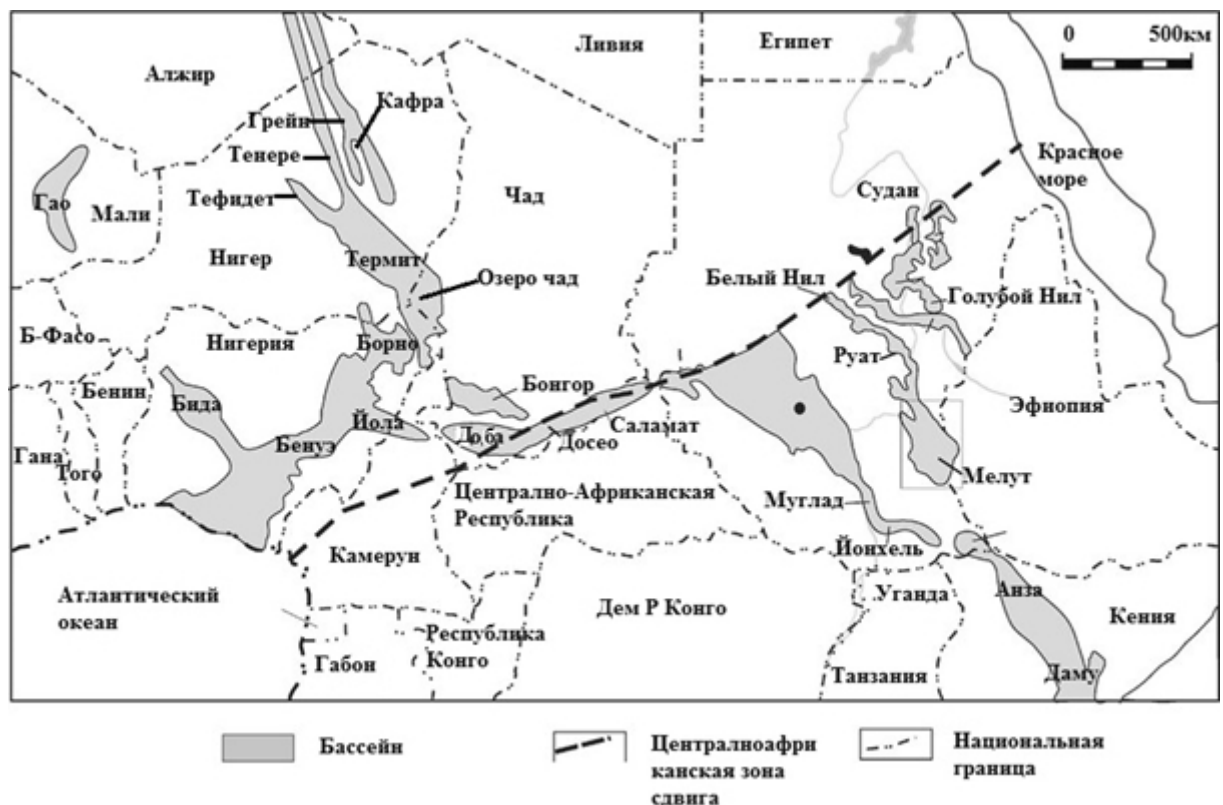 Ливия
Египет
0 500км
Алжир
Кафра
Грейн
Тенере
Красное
море
Тефидет
Чад
Судан
Гао
Мали
Нигер
Термит
Озеро чад
Белый Нил
Голубой Нил
Б-Фасо
Нигерия
Борно
Руат
Бенин
Бида
Бонгор
Эфиопия
Йола
Саламат
Гана
Того
Бенуэ
Доба
Досео
Мелут
Централно-Африканская
Республика
Муглад
Камерун
Йонхель
Атлантический
океан
Дем Р Конго
Уганда
Анза
Кения
Республика
Конго
Габон
Танзания
Даму
Бассейн
Централноафри
канская зона
сдвига
Национальная
граница